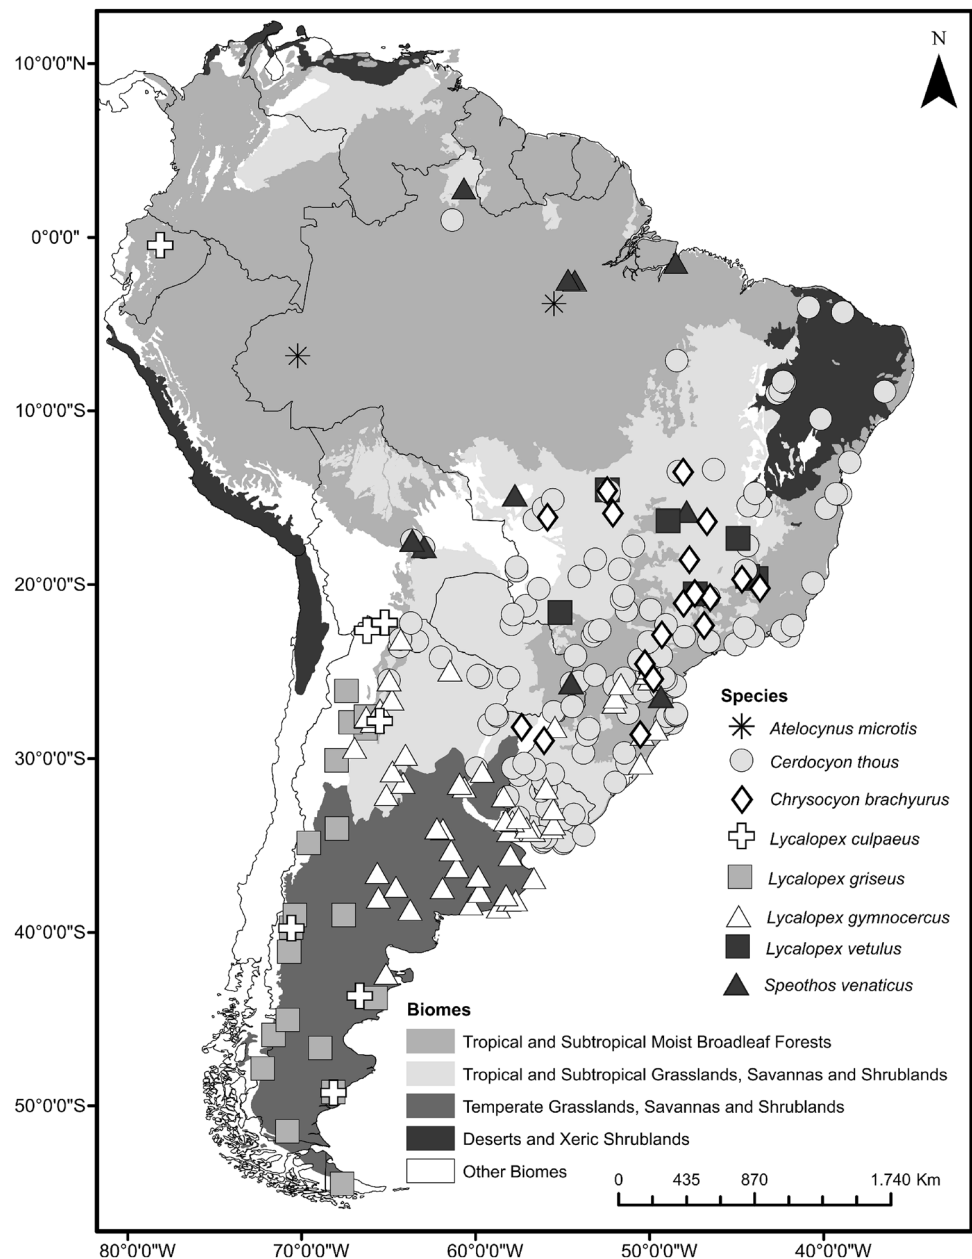 N
10°0'0"N
0°0'0"
10°0'0"S
20°0'0"S
30°0'0"S
40°0'0"S
50°0'0"S
Species
Atelocynus microtis
Cerdocyon thous
Chrysocyon brachyurus
Lycalopex culpaeus
Lycalopex griseus
Lycalopex gymnocercus
Lycalopex vetulus
Speothos venaticus
Biomes
Tropical and Subtropical Moist Broadleaf Forests
Tropical and Subtropical Grasslands, Savannas and Shrublands
Temperate Grasslands, Savannas and Shrublands
Deserts and Xeric Shrublands
Other Biomes
0 435 870 1.740 Km
80°0'0"W 70°0'0"W 60°0'0"W 50°0'0"W 40°0'0"W